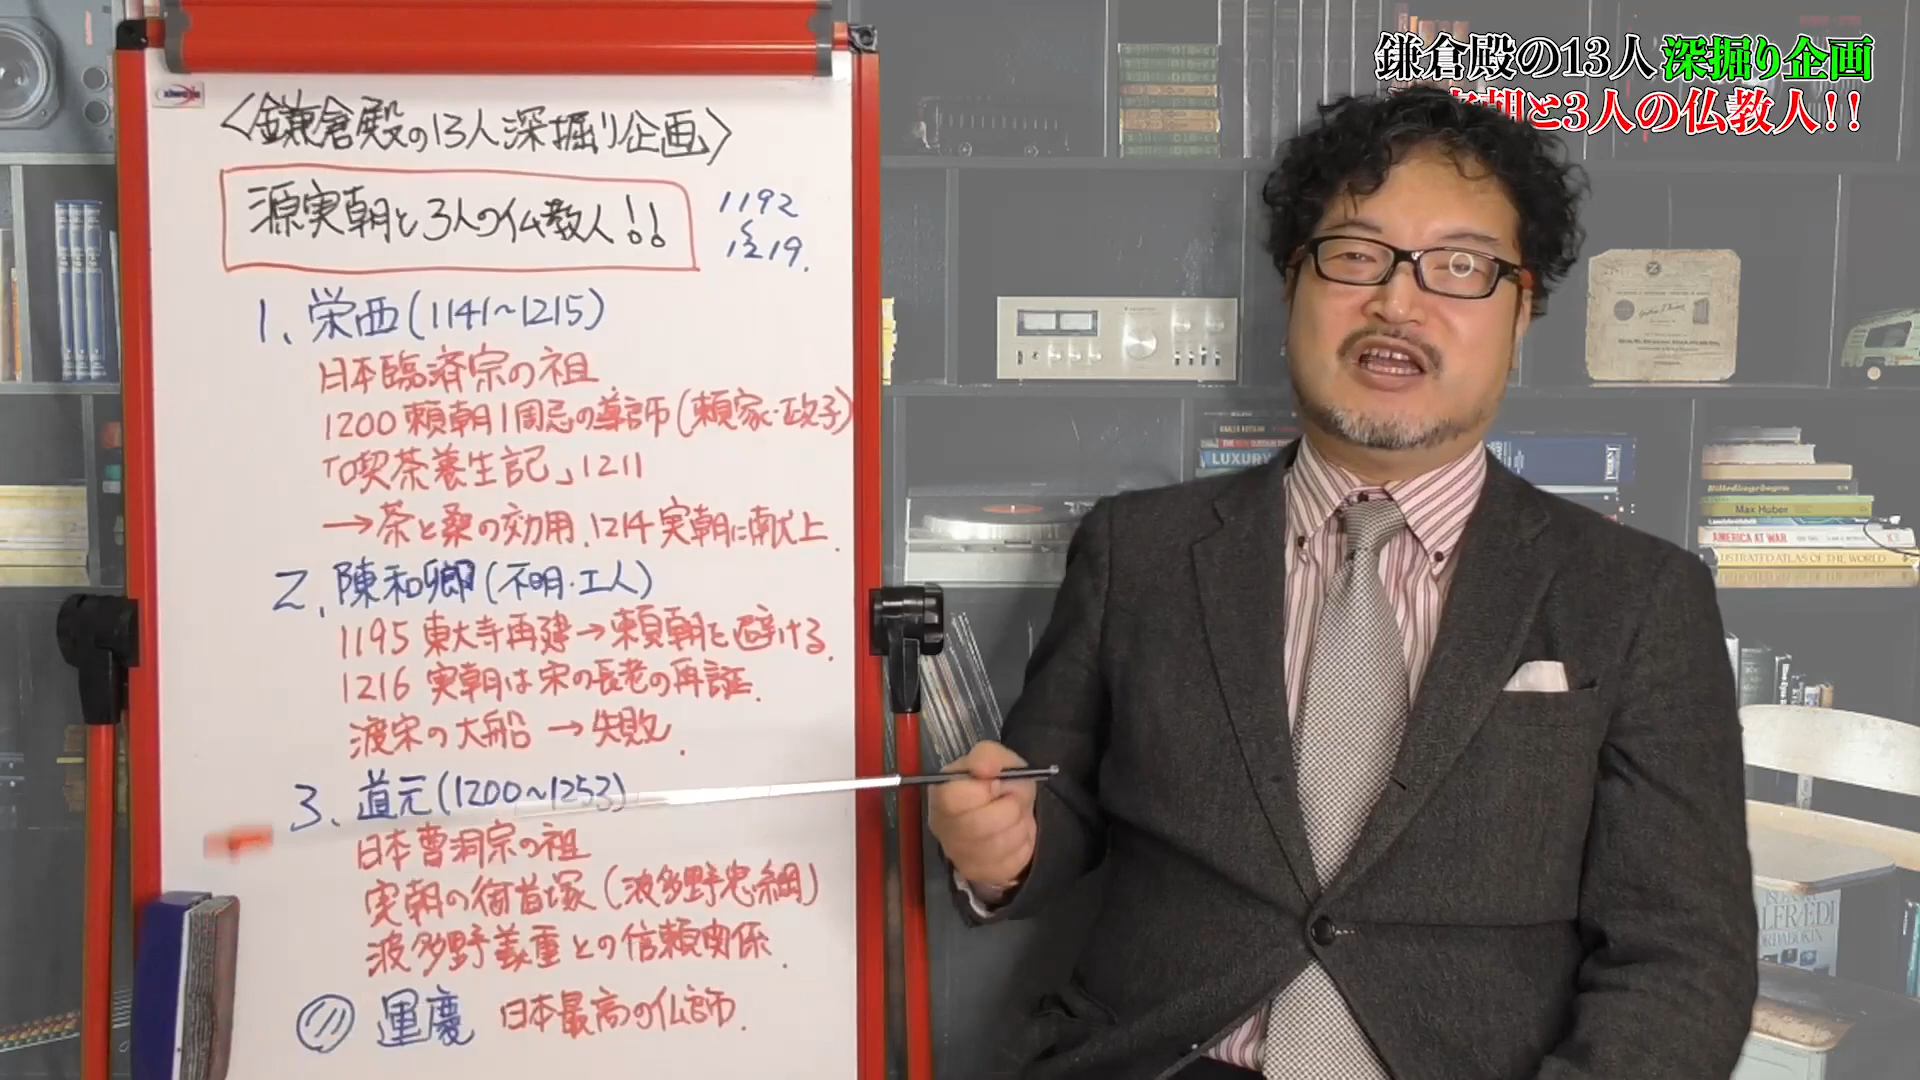 鎌倉殿の13人深掘り企画
朝と3人の仏教人!!
〈鎌倉殿の13人深掘り企画〉
源実朝と3人の仏教人!!
1192
〜
1219.
1、栄西(1141〜1215)
日本臨済宗の祖
1200 頼朝1周忌の導師(頼家・政子)
「喫茶養生記」1211
→茶と桑の効用、1214 実朝に献上.
2、陳和卿(不明・工人)
1195 東大寺再建→頼朝を避ける.
1216 実朝は宋の長老の再誕.
渡宋の大船→失敗.
3、道元(1200〜1253)
日本曹洞宗の祖
実朝の御首塚(波多野忠綱)
波多野義重との信頼関係.
運慶 日本最高の仏師.
LUXURY
Max Huber
AMERICA AT WAR
USTRATED ATLAS OF THE WORLD